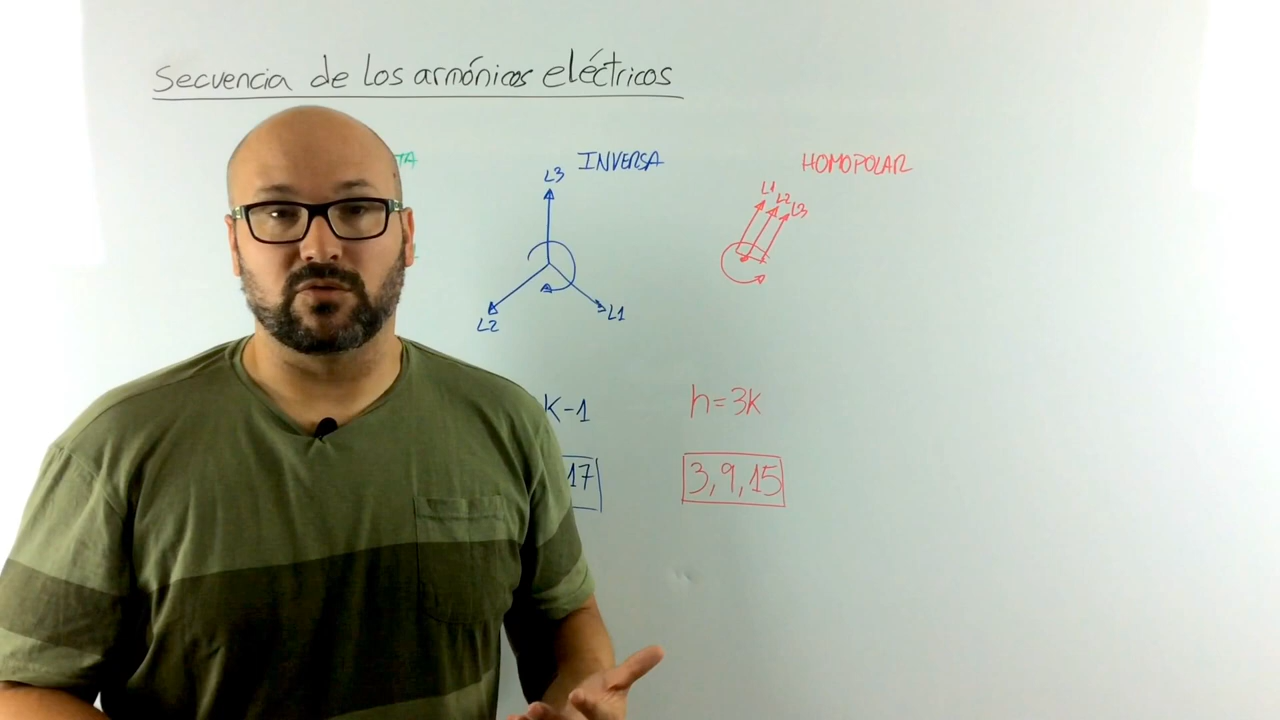 Secuencia de los armónicos eléctricos
TA
INVERSA
HOMOPOLAR
L3
L2
L1
L1
L2
L3
K-1
h=3K
17
3,9,15